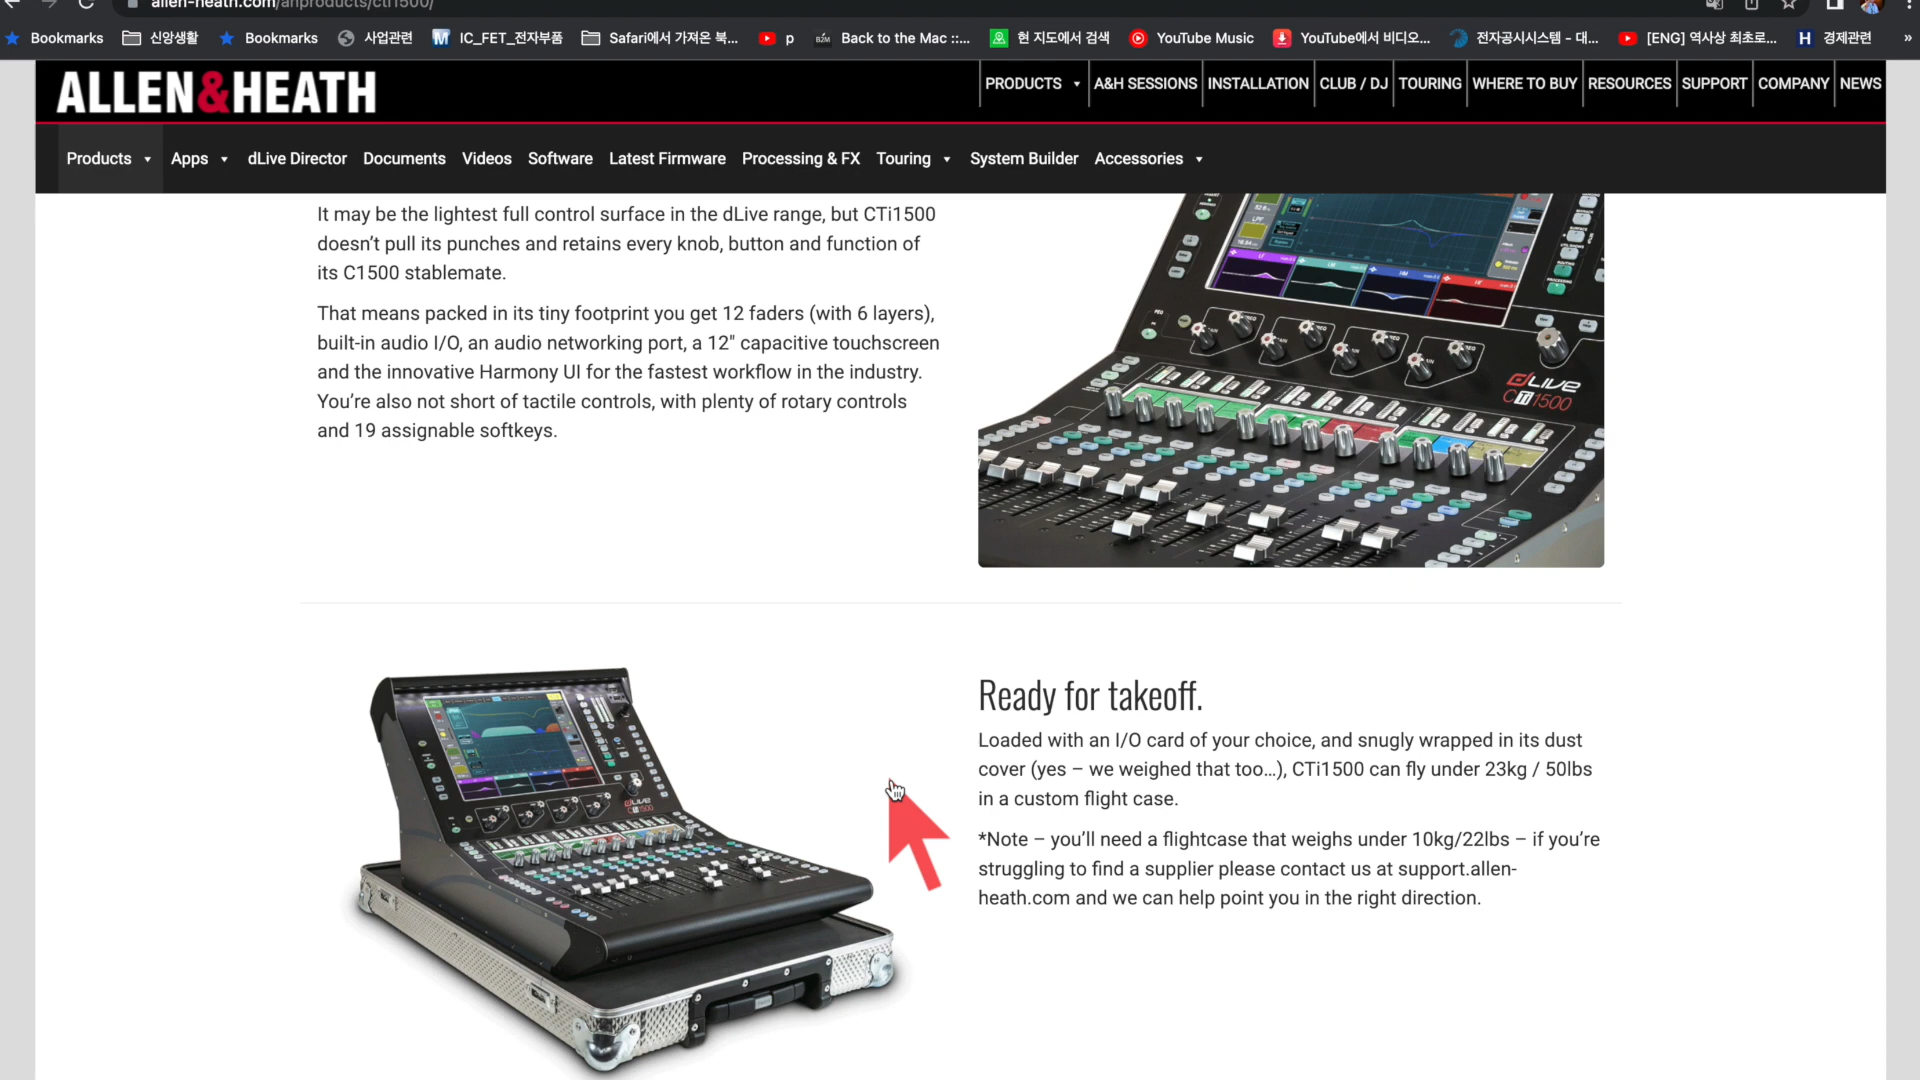 allen-heath.com/ahproducts/cti1500/
Bookmarks 신앙생활 Bookmarks 사업관련 IC_FET_전자부품 Safari에서 가져온 북... p Back to the Mac ::... 현 지도에서 검색 YouTube Music YouTube에서 비디오... 전자공시시스템 - 대... [ENG] 역사상 최초로... 경제관련 »
ALLEN&HEATH
PRODUCTS A&H SESSIONS INSTALLATION CLUB / DJ TOURING WHERE TO BUY RESOURCES SUPPORT COMPANY NEWS
Products Apps dLive Director Documents Videos Software Latest Firmware Processing & FX Touring System Builder Accessories
It may be the lightest full control surface in the dLive range, but CTi1500
doesn’t pull its punches and retains every knob, button and function of
its C1500 stablemate.
That means packed in its tiny footprint you get 12 faders (with 6 layers),
built-in audio I/O, an audio networking port, a 12″ capacitive touchscreen
and the innovative Harmony UI for the fastest workflow in the industry.
You’re also not short of tactile controls, with plenty of rotary controls
and 19 assignable softkeys.
dLIVE
CTi1500
Ready for takeoff.
Loaded with an I/O card of your choice, and snugly wrapped in its dust
cover (yes – we weighed that too…), CTi1500 can fly under 23kg / 50lbs
in a custom flight case.
*Note – you’ll need a flightcase that weighs under 10kg/22lbs – if you’re
struggling to find a supplier please contact us at support.allen-
heath.com and we can help point you in the right direction.
dLIVE
CTi1500